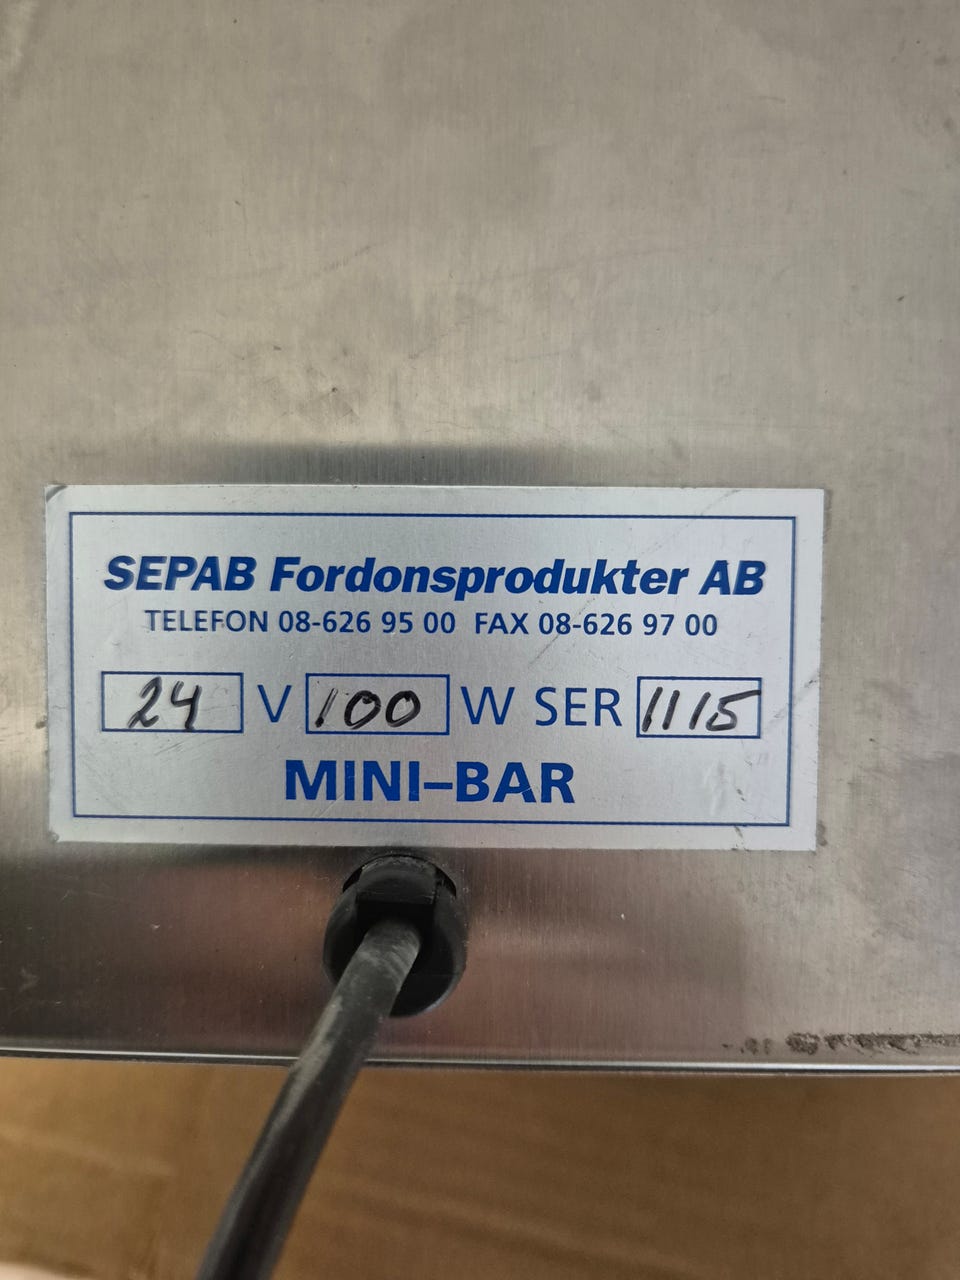 SEPAB Fordonsprodukter AB
TELEFON 08-626 95 00 FAX 08-626 97 00
24 V 100 W SER 1115
MINI-BAR